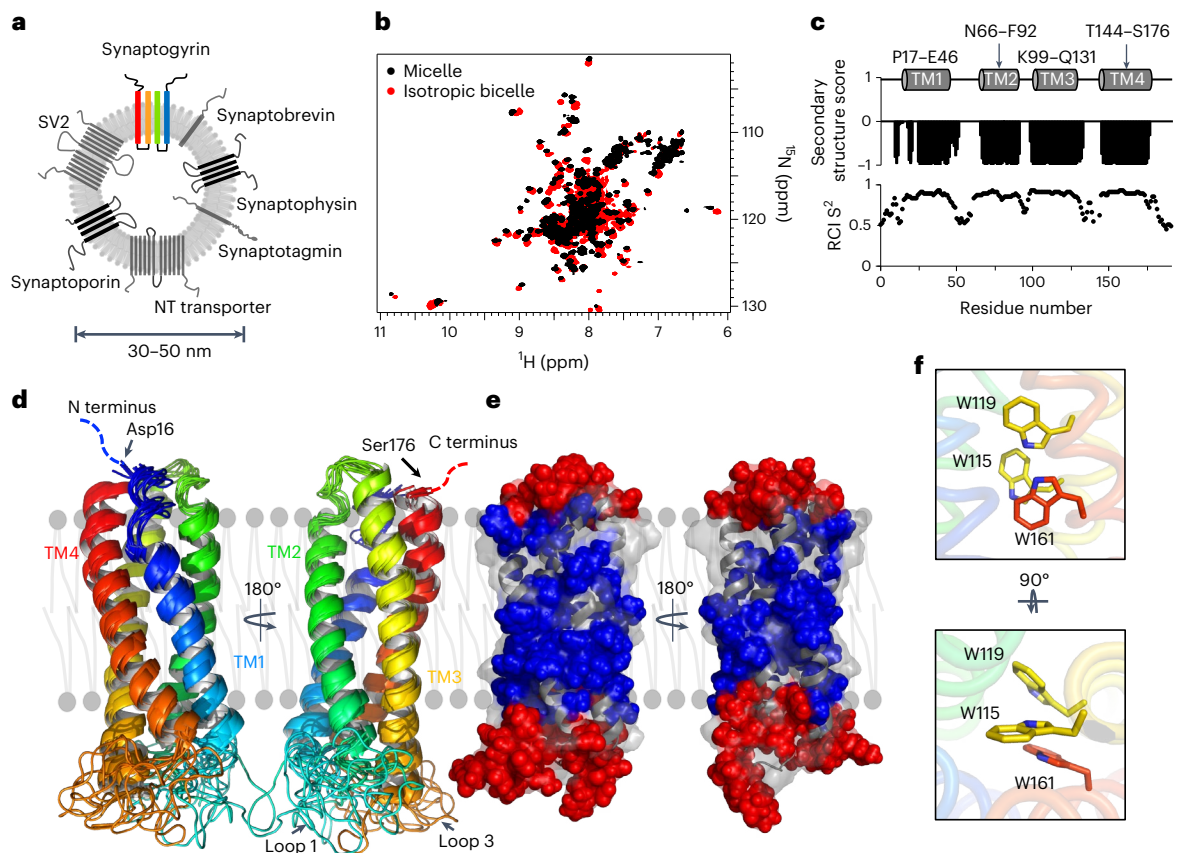 a
Synaptogyrin
SV2
Synaptobrevin
Synaptophysin
Synaptotagmin
Synaptoporin
NT transporter
30–50 nm
b
Micelle
Isotropic bicelle
110
120
130
¹⁵N (ppm)
11 10 9 8 7 6
¹H (ppm)
c
N66–F92 T144–S176
P17–E46 K99–Q131
TM1 TM2 TM3 TM4
1
0
–1
Secondary
structure score
1
0.5
0
RCI S²
0 50 100 150
Residue number
d
N terminus
Asp16
Ser176
C terminus
TM4
TM2
180°
TM1
TM3
Loop 1
Loop 3
e
180°
f
W119
W115
W161
90°
W119
W115
W161